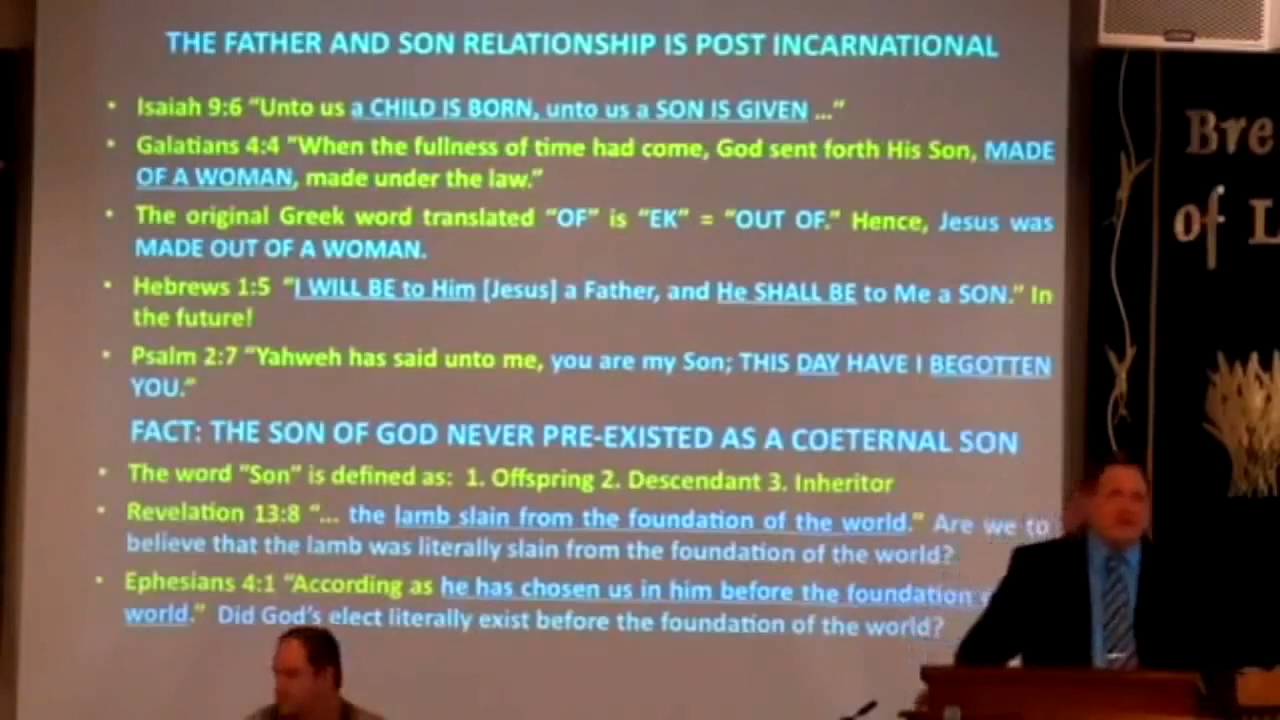 THE FATHER AND SON RELATIONSHIP IS POST INCARNATIONAL
• Isaiah 9:6 "Unto us a CHILD IS BORN, unto us a SON IS GIVEN ..."
• Galatians 4:4 "When the fullness of time had come, God sent forth His Son, MADE
OF A WOMAN, made under the law."
• The original Greek word translated "OF" is "EK" = "OUT OF." Hence, Jesus was
MADE OUT OF A WOMAN.
• Hebrews 1:5 "I WILL BE to Him [Jesus] a Father, and He SHALL BE to Me a SON." In
the future!
• Psalm 2:7 "Yahweh has said unto me, you are my Son; THIS DAY HAVE I BEGOTTEN
YOU."
FACT: THE SON OF GOD NEVER PRE-EXISTED AS A COETERNAL SON
• The word "Son" is defined as: 1. Offspring 2. Descendant 3. Inheritor
• Revelation 13:8 "... the lamb slain from the foundation of the world." Are we to
believe that the lamb was literally slain from the foundation of the world?
• Ephesians 4:1 "According as he has chosen us in him before the foundation
world." Did God's elect literally exist before the foundation of the world?
Bre
of L